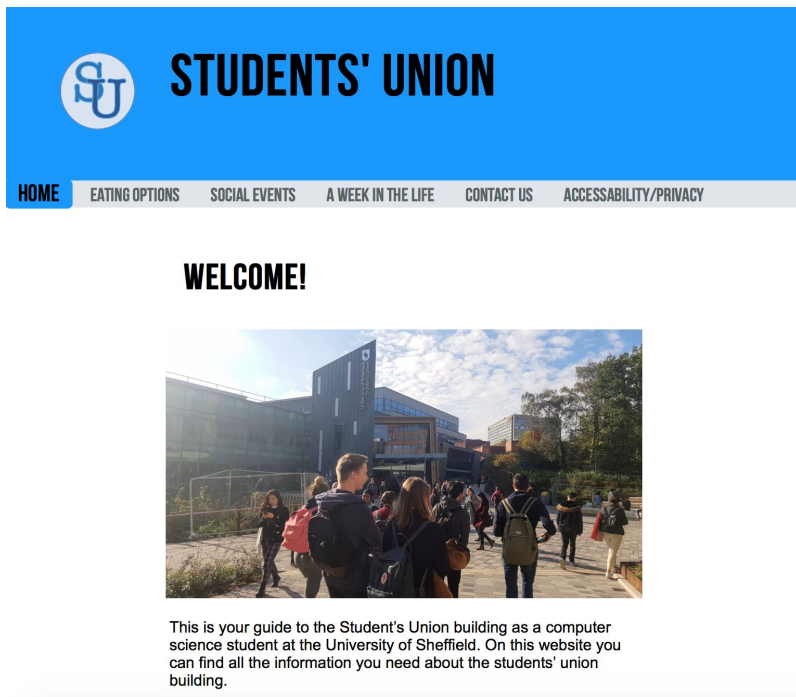 SU
STUDENTS' UNION
HOME EATING OPTIONS SOCIAL EVENTS A WEEK IN THE LIFE CONTACT US ACCESSABILITY/PRIVACY
WELCOME!
This is your guide to the Student’s Union building as a computer
science student at the University of Sheffield. On this website you
can find all the information you need about the students’ union
building.